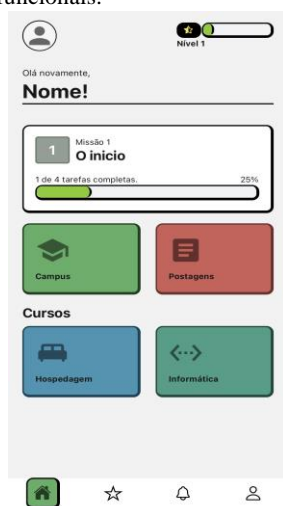 funcionais.
Nível 1
Olá novamente,
Nome!
1
Missão 1
O inicio
1 de 4 tarefas completas.
25%
Campus
Postagens
Cursos
Hospedagem
Informática